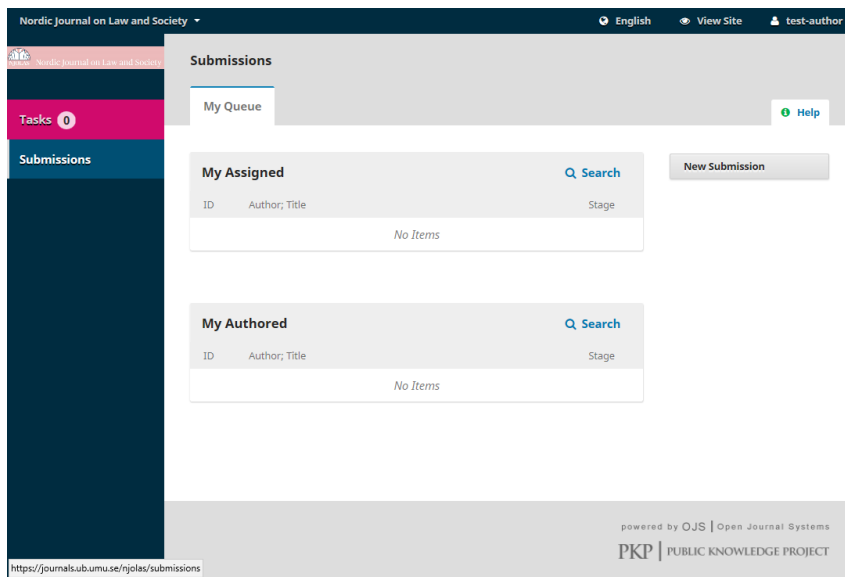 Nordic Journal on Law and Society
English
View Site
test-author
NJOLAS Nordic Journal on Law and Society
Submissions
My Queue
Help
Tasks 0
Submissions
My Assigned
Search
New Submission
ID Author; Title Stage
No Items
My Authored
Search
ID Author; Title Stage
No Items
powered by OJS | Open Journal Systems
PKP | PUBLIC KNOWLEDGE PROJECT
https://journals.ub.umu.se/njolas/submissions